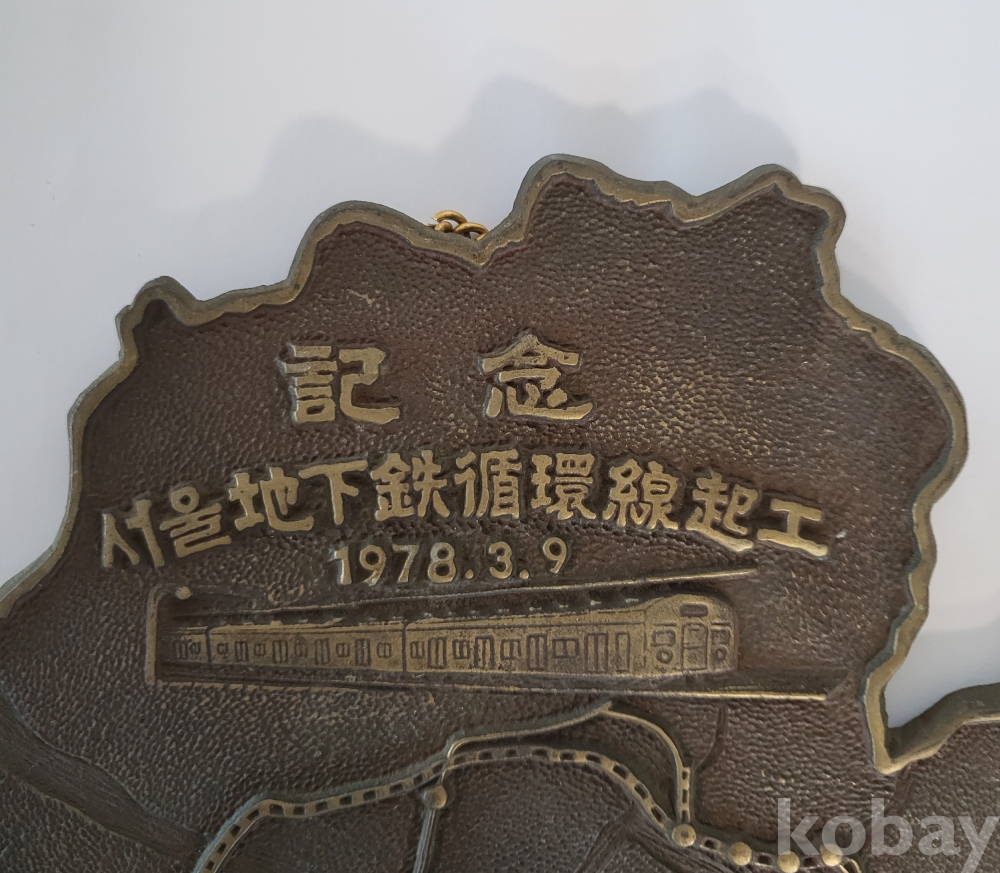 記 念
서울地下鉄循環線起工
1978.3.9
kobay